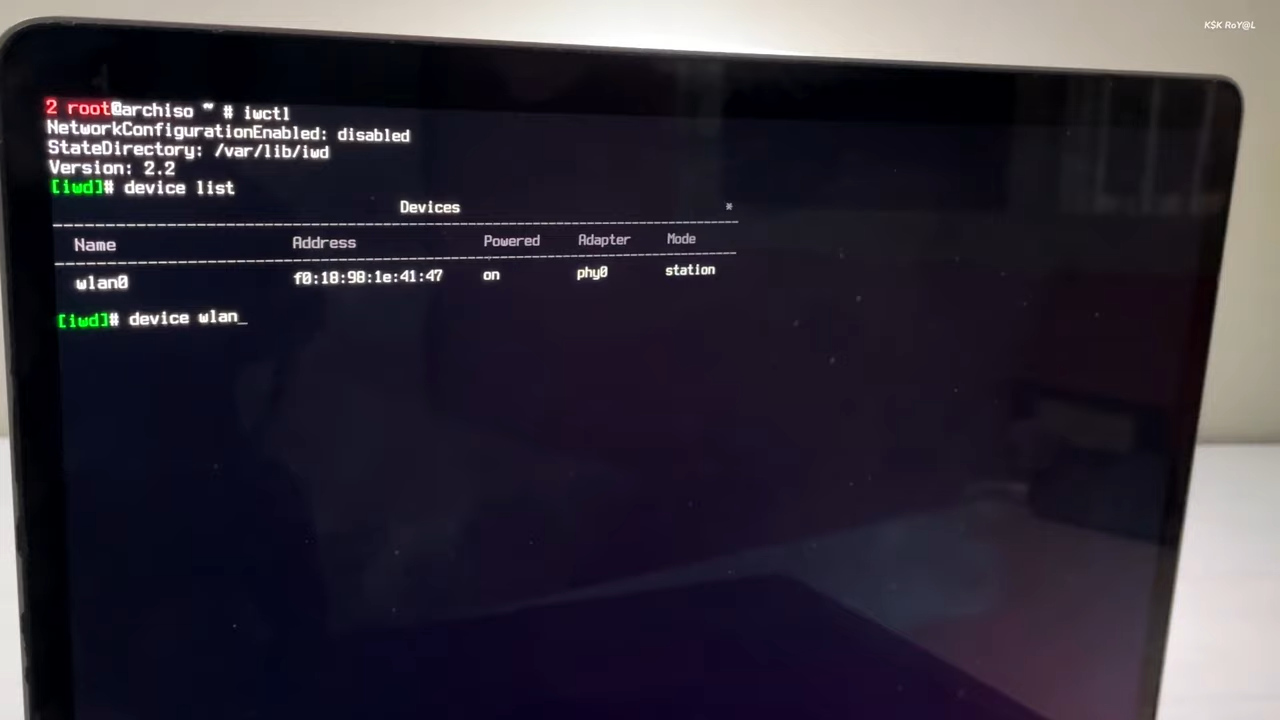 K$K RoY@L
2 root@archiso ~ # iwctl
NetworkConfigurationEnabled: disabled
StateDirectory: /var/lib/iwd
Version: 2.2
[iwd]# device list
Devices *
Name Address Powered Adapter Mode
wlan0 f0:18:98:1e:41:47 on phy0 station
[iwd]# device wlan_